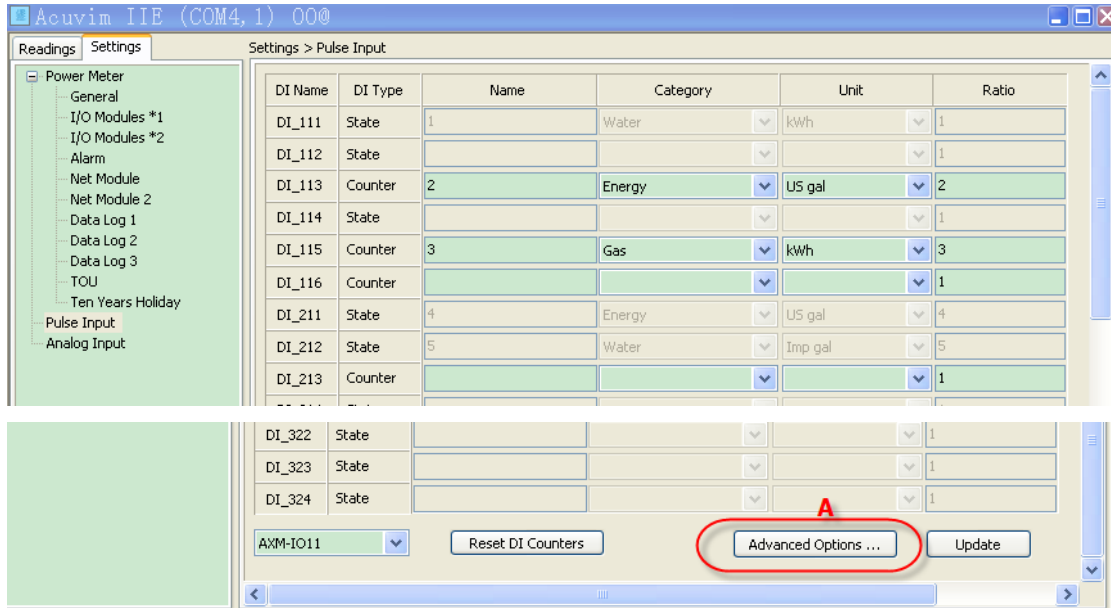 Acuvim IIE (COM4, 1) 000@
Readings Settings Settings > Pulse Input
Power Meter
General
I/O Modules *1
I/O Modules *2
Alarm
Net Module
Net Module 2
Data Log 1
Data Log 2
Data Log 3
TOU
Ten Years Holiday
Pulse Input
Analog Input
DI Name DI Type Name Category Unit Ratio
DI_111 State 1 Water kWh 1
DI_112 State 1
DI_113 Counter 2 Energy US gal 2
DI_114 State 1
DI_115 Counter 3 Gas kWh 3
DI_116 Counter 1
DI_211 State 4 Energy US gal 4
DI_212 State 5 Water Imp gal 5
DI_213 Counter 1
DI_322 State 1
DI_323 State 1
DI_324 State 1
A
AXM-IO11 Reset DI Counters Advanced Options ... Update